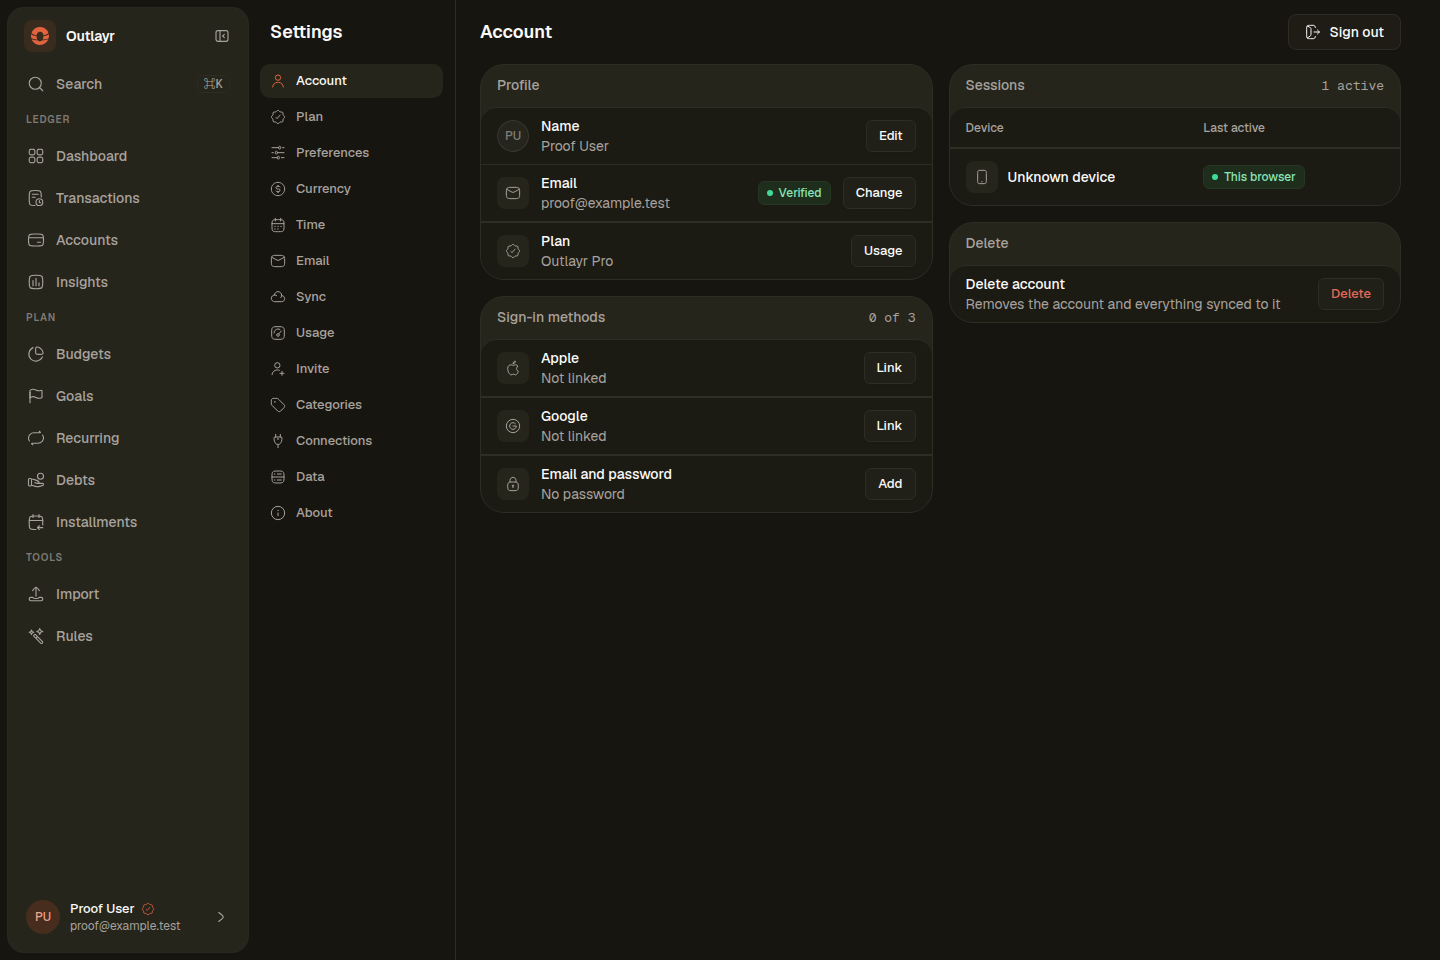 Outlayr
Search ⌘K
LEDGER
Dashboard
Transactions
Accounts
Insights
PLAN
Budgets
Goals
Recurring
Debts
Installments
TOOLS
Import
Rules
PU
Proof User
proof@example.test
Settings
Account
Plan
Preferences
Currency
Time
Email
Sync
Usage
Invite
Categories
Connections
Data
About
Account
Sign out
Profile
PU
Name
Proof User
Edit
Email
proof@example.test
Verified
Change
Plan
Outlayr Pro
Usage
Sign-in methods 0 of 3
Apple
Not linked
Link
Google
Not linked
Link
Email and password
No password
Add
Sessions 1 active
Device Last active
Unknown device This browser
Delete
Delete account
Removes the account and everything synced to it
Delete